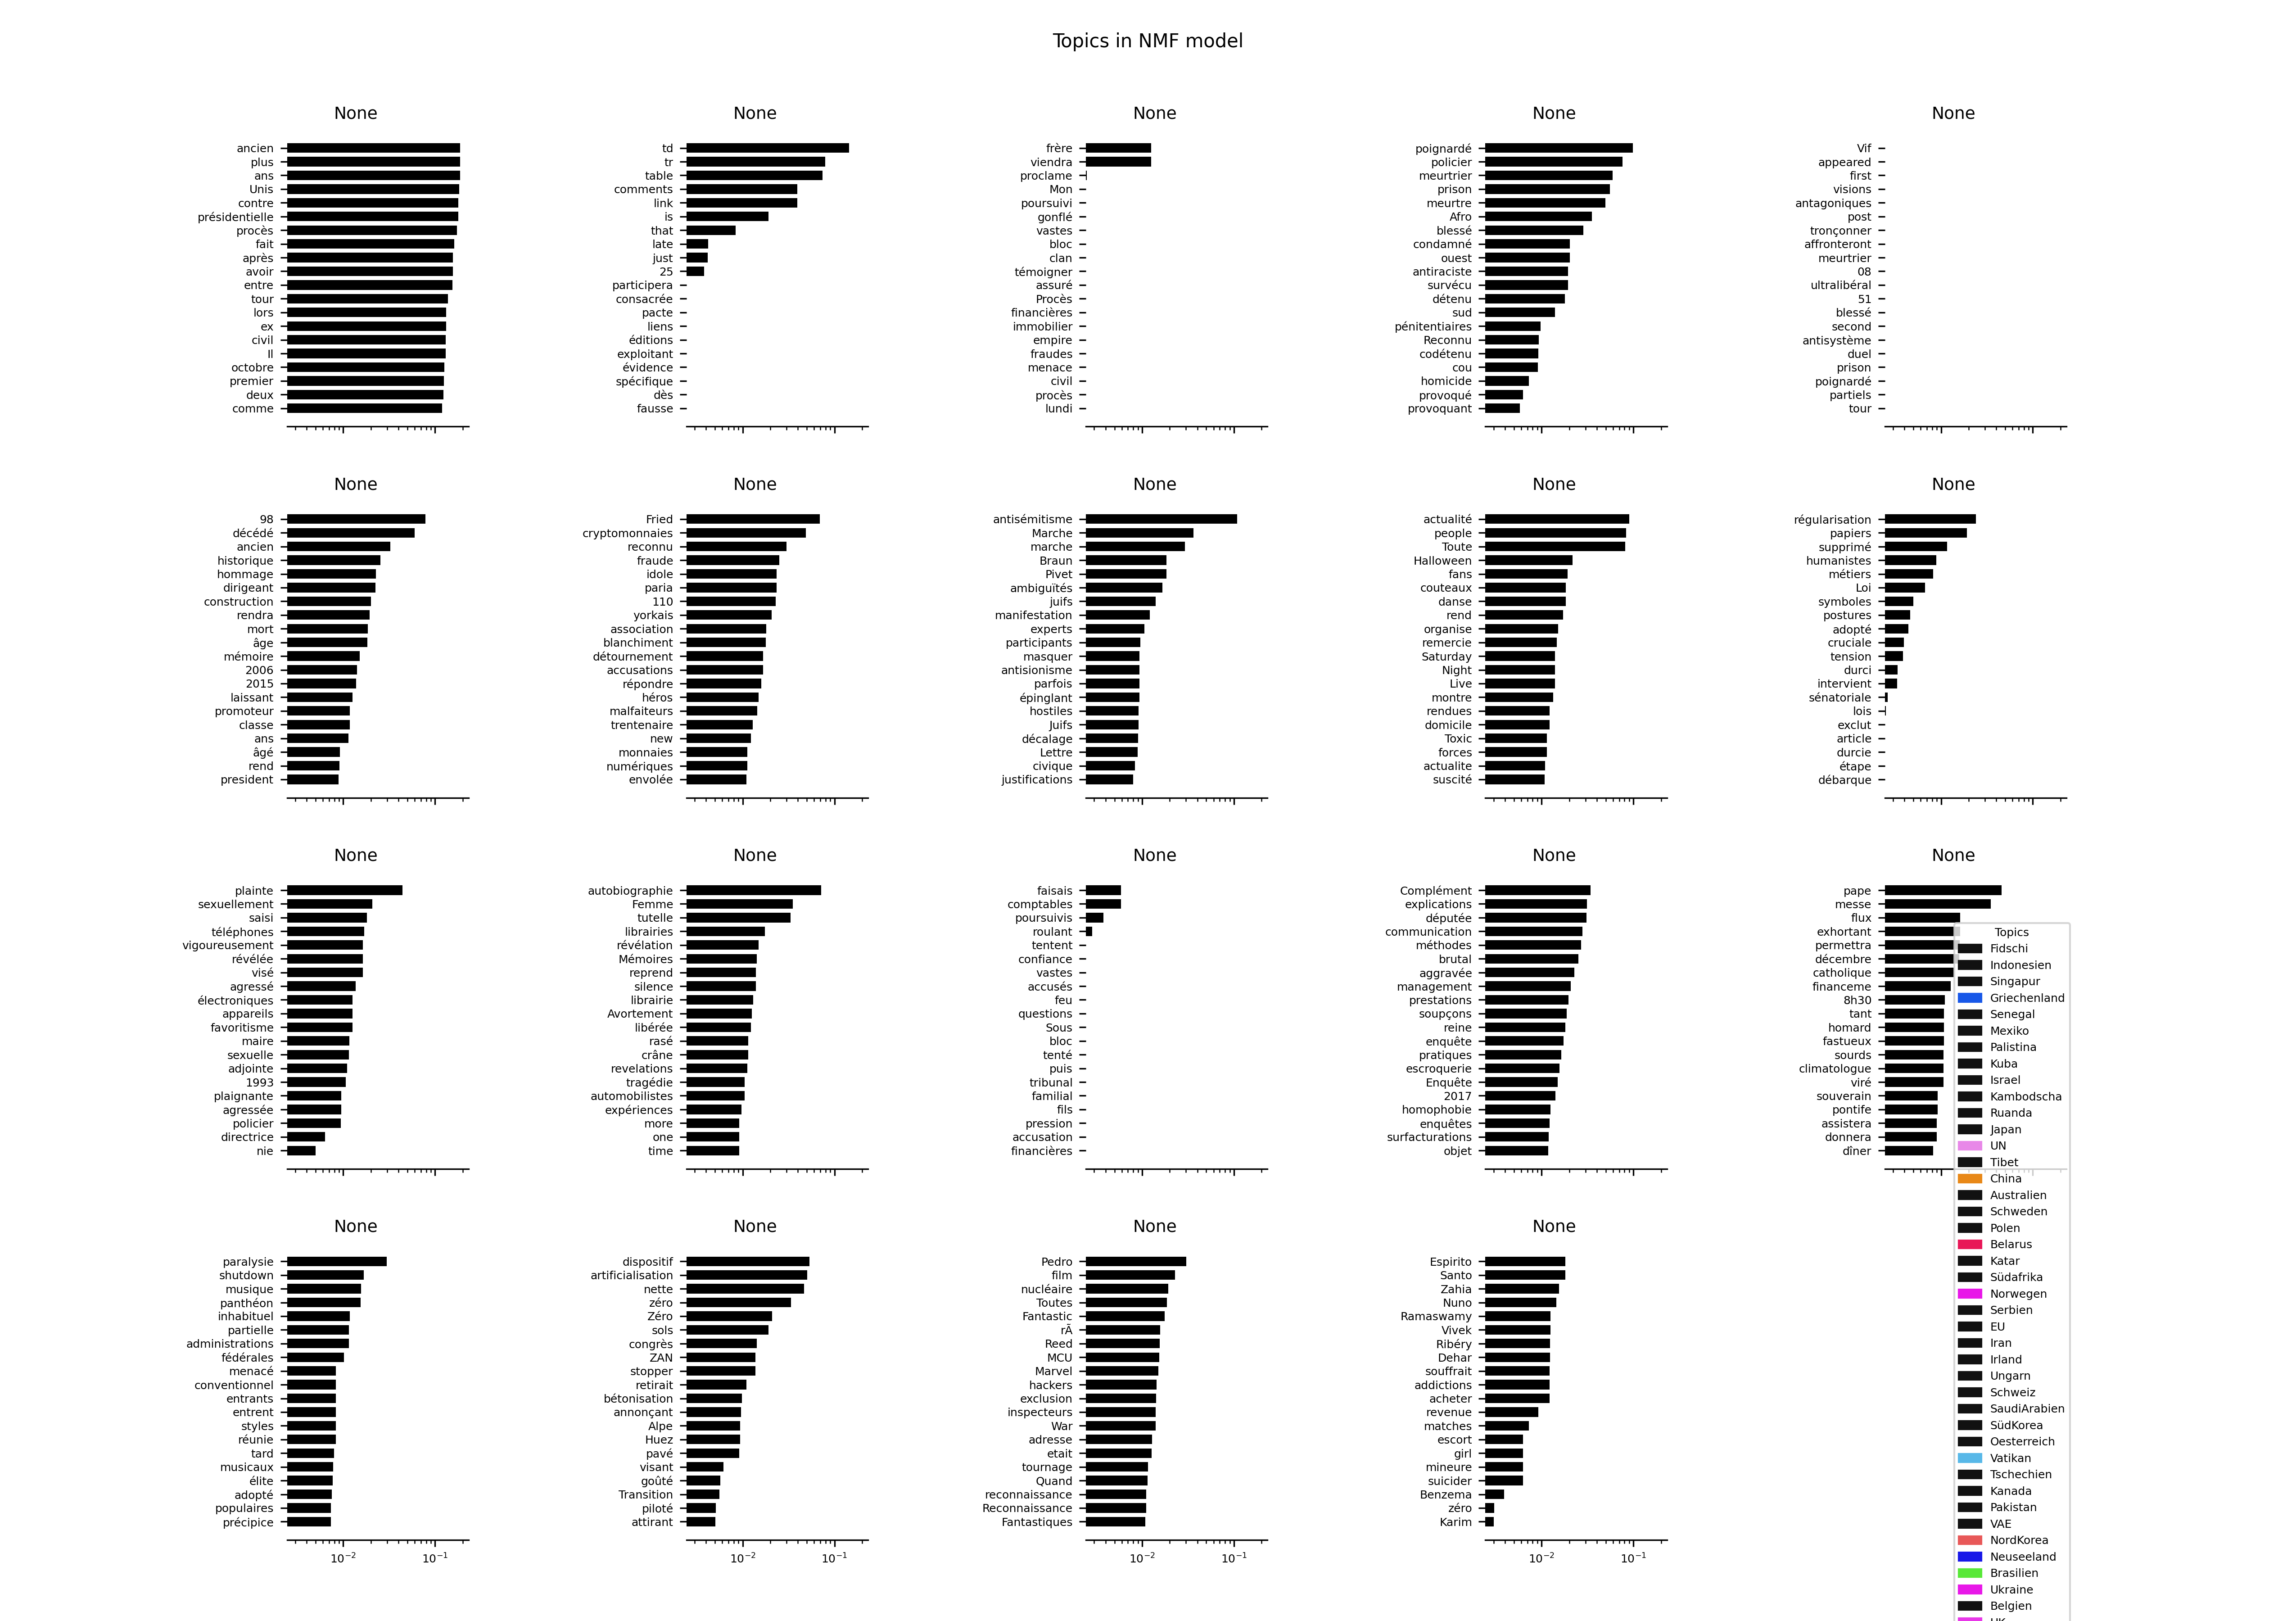 Topics in NMF model
None
ancien
plus
ans
Unis
contre
présidentielle
procès
fait
après
avoir
entre
tour
lors
ex
civil
Il
octobre
premier
deux
comme
None
td
tr
table
comments
link
is
that
late
just
25
participera
consacrée
pacte
liens
éditions
exploitant
évidence
spécifique
dès
fausse
None
frère
viendra
proclame
Mon
poursuivi
gonflé
vastes
bloc
clan
témoigner
assuré
Procès
financières
immobilier
empire
fraudes
menace
civil
procès
lundi
None
poignardé
policier
meurtrier
prison
meurtre
Afro
blessé
condamné
ouest
antiraciste
survécu
détenu
sud
pénitentiaires
Reconnu
codétenu
cou
homicide
provoqué
provoquant
None
Vif
appeared
first
visions
antagoniques
post
tronçonner
affronteront
meurtrier
08
ultralibéral
51
blessé
second
antisystème
duel
prison
poignardé
partiels
tour
None
98
décédé
ancien
historique
hommage
dirigeant
construction
rendra
mort
âge
mémoire
2006
2015
laissant
promoteur
classe
ans
âgé
rend
president
None
Fried
cryptomonnaies
reconnu
fraude
idole
paria
110
yorkais
association
blanchiment
détournement
accusations
répondre
héros
malfaiteurs
trentenaire
new
monnaies
numériques
envolée
None
antisémitisme
Marche
marche
Braun
Pivet
ambiguïtés
juifs
manifestation
experts
participants
masquer
antisionisme
parfois
épinglant
hostiles
Juifs
décalage
Lettre
civique
justifications
None
actualité
people
Toute
Halloween
fans
couteaux
danse
rend
organise
remercie
Saturday
Night
Live
montre
rendues
domicile
Toxic
forces
actualite
suscité
None
régularisation
papiers
supprimé
humanistes
métiers
Loi
symboles
postures
adopté
cruciale
tension
durci
intervient
sénatoriale
lois
exclut
article
durcie
étape
débarque
None
plainte
sexuellement
saisi
téléphones
vigoureusement
révélée
visé
agressé
électroniques
appareils
favoritisme
maire
sexuelle
adjointe
1993
plaignante
agressée
policier
directrice
nie
None
autobiographie
Femme
tutelle
librairies
révélation
Mémoires
reprend
silence
librairie
Avortement
libérée
rasé
crâne
revelations
tragédie
automobilistes
expériences
more
one
time
None
faisais
comptables
poursuivis
roulant
tentent
confiance
vastes
accusés
feu
questions
Sous
bloc
tenté
puis
tribunal
familial
fils
pression
accusation
financières
None
Complément
explications
députée
communication
méthodes
brutal
aggravée
management
prestations
soupçons
reine
enquête
pratiques
escroquerie
Enquête
2017
homophobie
enquêtes
surfacturations
objet
None
pape
messe
flux
exhortant
permettra
décembre
catholique
financeme
8h30
tant
homard
fastueux
sourds
climatologue
viré
souverain
pontife
assistera
donnera
dîner
None
paralysie
shutdown
musique
panthéon
inhabituel
partielle
administrations
fédérales
menacé
conventionnel
entrants
entrent
styles
réunie
tard
musicaux
élite
adopté
populaires
précipice
10⁻² 10⁻¹
None
dispositif
artificialisation
nette
zéro
Zéro
sols
congrès
ZAN
stopper
retirait
bétonisation
annonçant
Alpe
Huez
pavé
visant
goûté
Transition
piloté
attirant
10⁻² 10⁻¹
None
Pedro
film
nucléaire
Toutes
Fantastic
rÃ
Reed
MCU
Marvel
hackers
exclusion
inspecteurs
War
adresse
etait
tournage
Quand
reconnaissance
Reconnaissance
Fantastiques
10⁻² 10⁻¹
None
Espirito
Santo
Zahia
Nuno
Ramaswamy
Vivek
Ribéry
Dehar
souffrait
addictions
acheter
revenue
matches
escort
girl
mineure
suicider
Benzema
zéro
Karim
10⁻² 10⁻¹
Topics
Fidschi
Indonesien
Singapur
Griechenland
Senegal
Mexiko
Palistina
Kuba
Israel
Kambodscha
Ruanda
Japan
UN
Tibet
China
Australien
Schweden
Polen
Belarus
Katar
Südafrika
Norwegen
Serbien
EU
Iran
Irland
Ungarn
Schweiz
SaudiArabien
SüdKorea
Oesterreich
Vatikan
Tschechien
Kanada
Pakistan
VAE
NordKorea
Neuseeland
Brasilien
Ukraine
Belgien